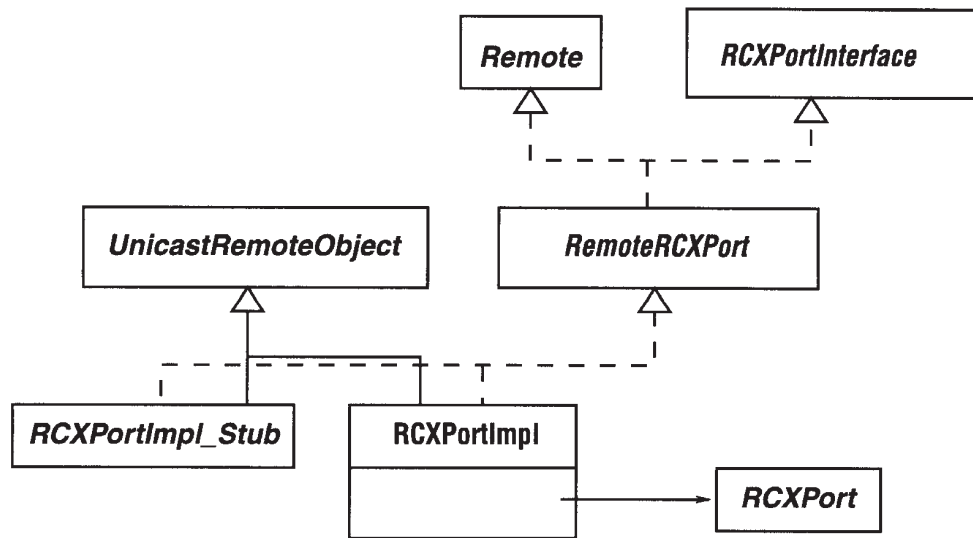 Remote
RCXPortInterface
UnicastRemoteObject
RemoteRCXPort
RCXPortImpl_Stub
RCXPortImpl
RCXPort